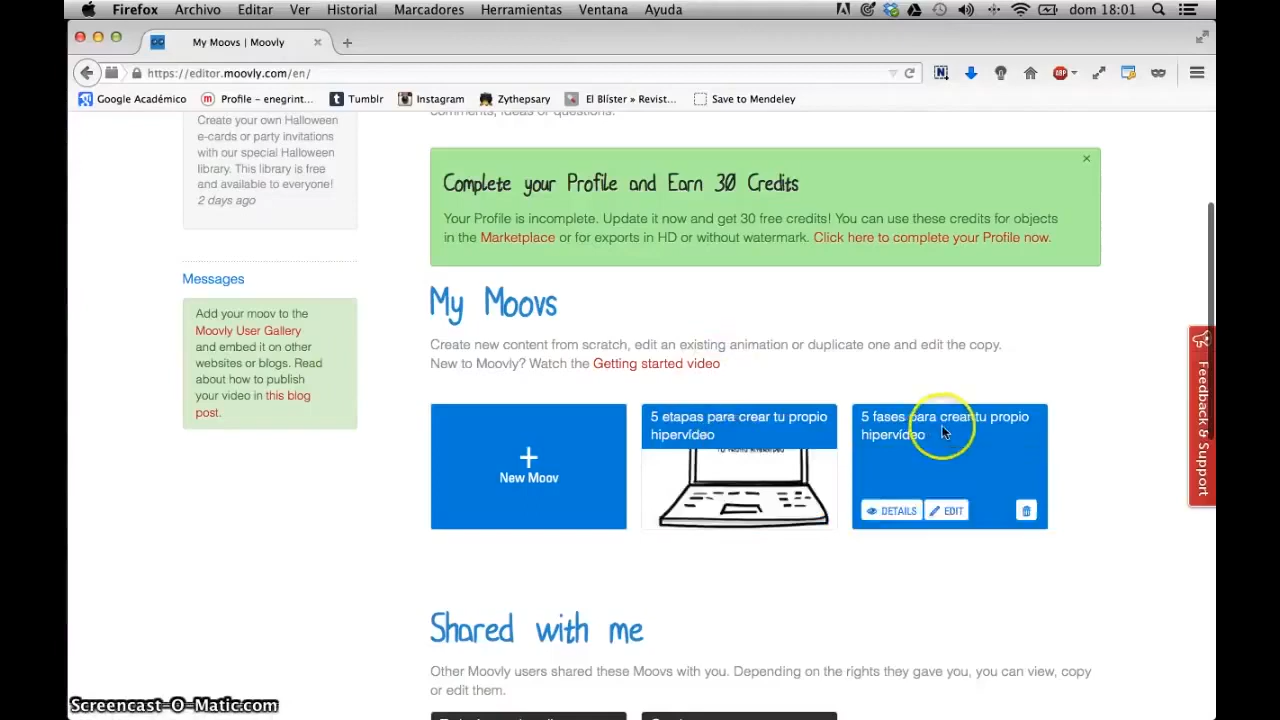 Firefox Archivo Editar Ver Historial Marcadores Herramientas Ventana Ayuda dom 18:01
My Moovs | Moovly
https://editor.moovly.com/en/
Google Académico Profile – enegrint... Tumblr Instagram Zythepsary El Blíster » Revist... Save to Mendeley
Create your own Halloween
e-cards or party invitations
with our special Halloween
library. This library is free
and available to everyone!
2 days ago
Messages
Add your moov to the
Moovly User Gallery
and embed it on other
websites or blogs. Read
about how to publish
your video in this blog
post.
comments, ideas or questions.
Complete your Profile and Earn 30 Credits
Your Profile is incomplete. Update it now and get 30 free credits! You can use these credits for objects
in the Marketplace or for exports in HD or without watermark. Click here to complete your Profile now.
My Moovs
Create new content from scratch, edit an existing animation or duplicate one and edit the copy.
New to Moovly? Watch the Getting started video
New Moov
5 etapas para crear tu propio
hipervídeo
5 fases para crear tu propio
hipervídeo
DETAILS EDIT
Shared with me
Other Moovly users shared these Moovs with you. Depending on the rights they gave you, you can view, copy
or edit them.
Feedback & Support
Screencast-O-Matic.com